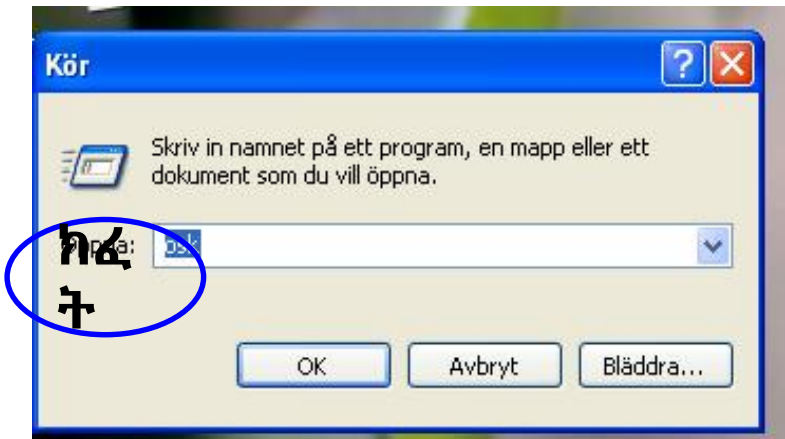 Kör
Skriv in namnet på ett program, en mapp eller ett
dokument som du vill öppna.
Öppna: osk
ክፈ
ት
OK Avbryt Bläddra...